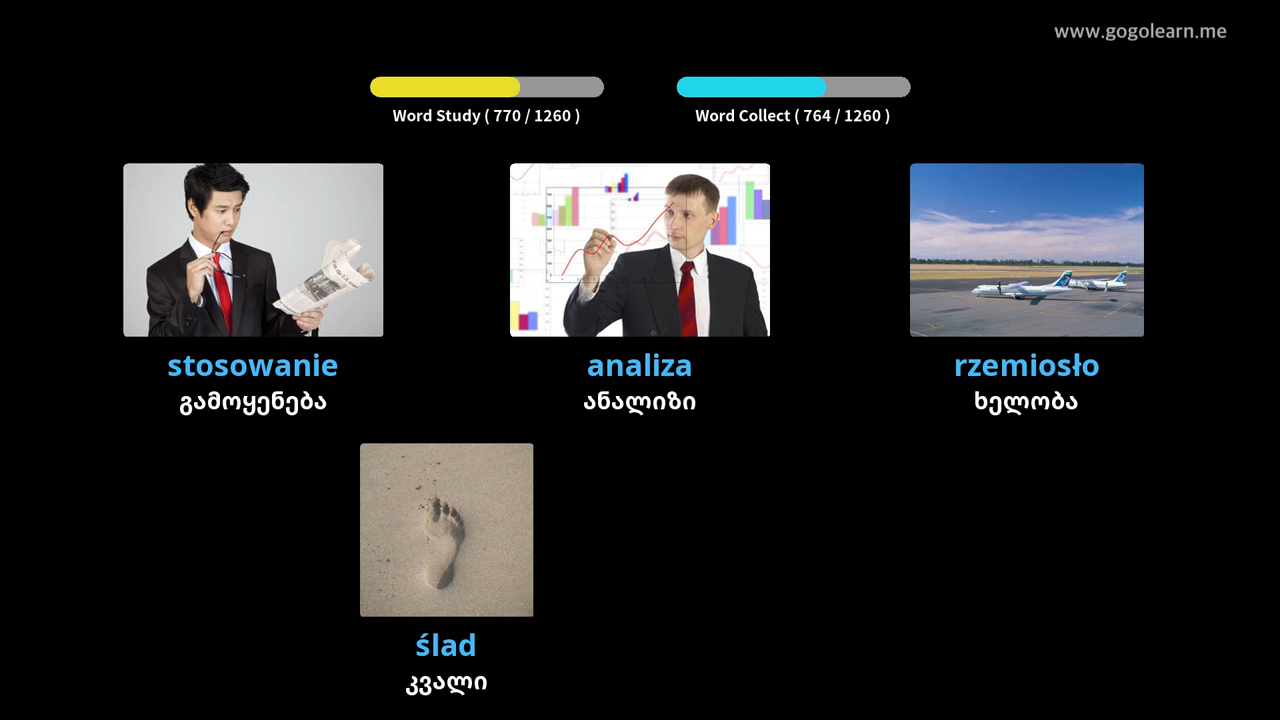 www.gogolearn.me
Word Study ( 770 / 1260 )
Word Collect ( 764 / 1260 )
stosowanie
გამოყენება
analiza
ანალიზი
rzemiosło
ხელობა
ślad
კვალი